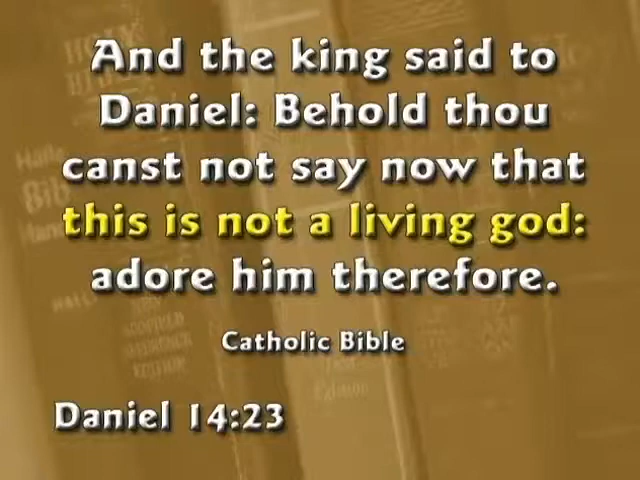 And the king said to
Daniel: Behold thou
canst not say now that
this is not a living god:
adore him therefore.
Catholic Bible
Daniel 14:23